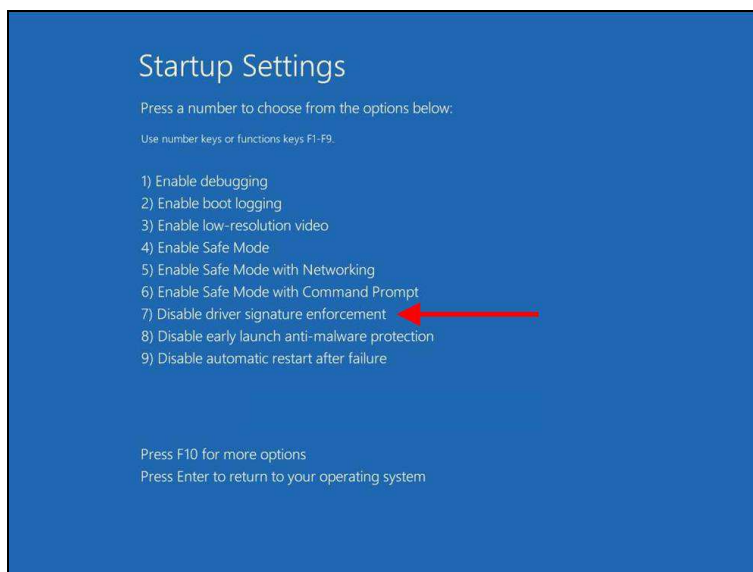 Startup Settings
Press a number to choose from the options below:
Use number keys or functions keys F1-F9.
1) Enable debugging
2) Enable boot logging
3) Enable low-resolution video
4) Enable Safe Mode
5) Enable Safe Mode with Networking
6) Enable Safe Mode with Command Prompt
7) Disable driver signature enforcement
8) Disable early launch anti-malware protection
9) Disable automatic restart after failure
Press F10 for more options
Press Enter to return to your operating system